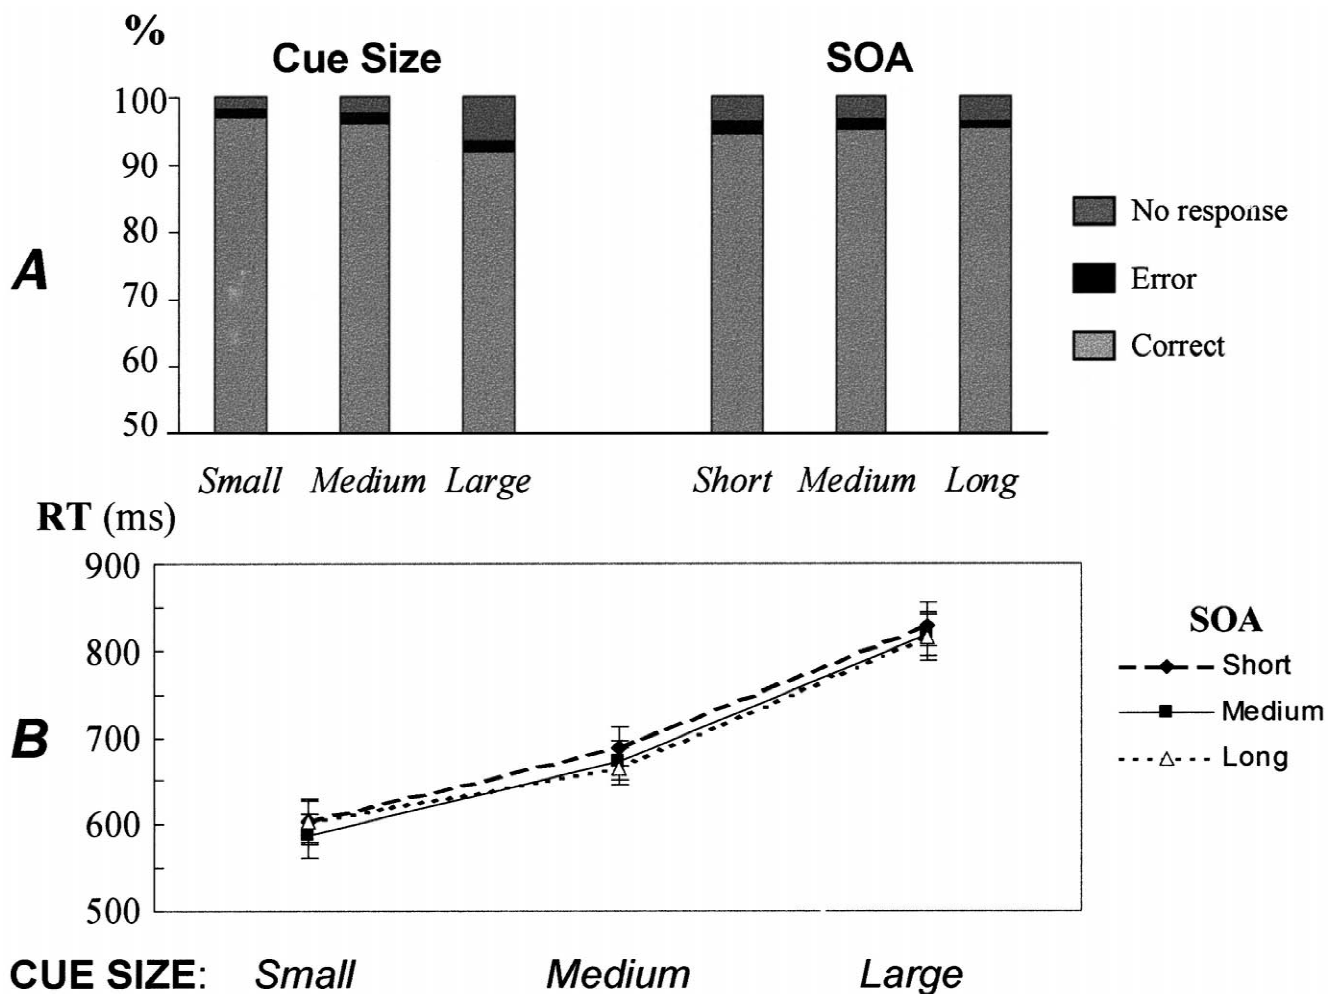 %
Cue Size
SOA
100
90
80
70
60
50
A
No response
Error
Correct
Small Medium Large
Short Medium Long
RT (ms)
900
800
700
600
500
B
SOA
Short
Medium
Long
CUE SIZE: Small Medium Large